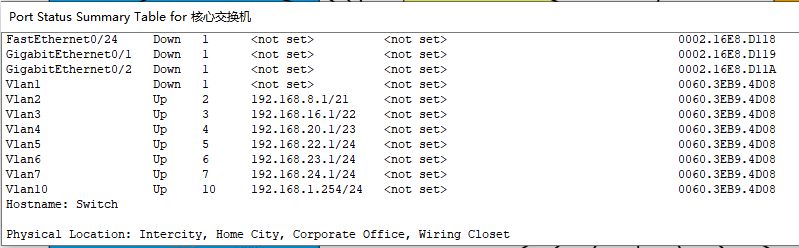 Port Status Summary Table for 核心交换机
FastEthernet0/24 Down 1 <not set> <not set> 0002.16E8.D118
GigabitEthernet0/1 Down 1 <not set> <not set> 0002.16E8.D119
GigabitEthernet0/2 Down 1 <not set> <not set> 0002.16E8.D11A
Vlan1 Down 1 <not set> <not set> 0060.3EB9.4D08
Vlan2 Up 2 192.168.8.1/21 <not set> 0060.3EB9.4D08
Vlan3 Up 3 192.168.16.1/22 <not set> 0060.3EB9.4D08
Vlan4 Up 4 192.168.20.1/23 <not set> 0060.3EB9.4D08
Vlan5 Up 5 192.168.22.1/24 <not set> 0060.3EB9.4D08
Vlan6 Up 6 192.168.23.1/24 <not set> 0060.3EB9.4D08
Vlan7 Up 7 192.168.24.1/24 <not set> 0060.3EB9.4D08
Vlan10 Up 10 192.168.1.254/24 <not set> 0060.3EB9.4D08
Hostname: Switch
Physical Location: Intercity, Home City, Corporate Office, Wiring Closet